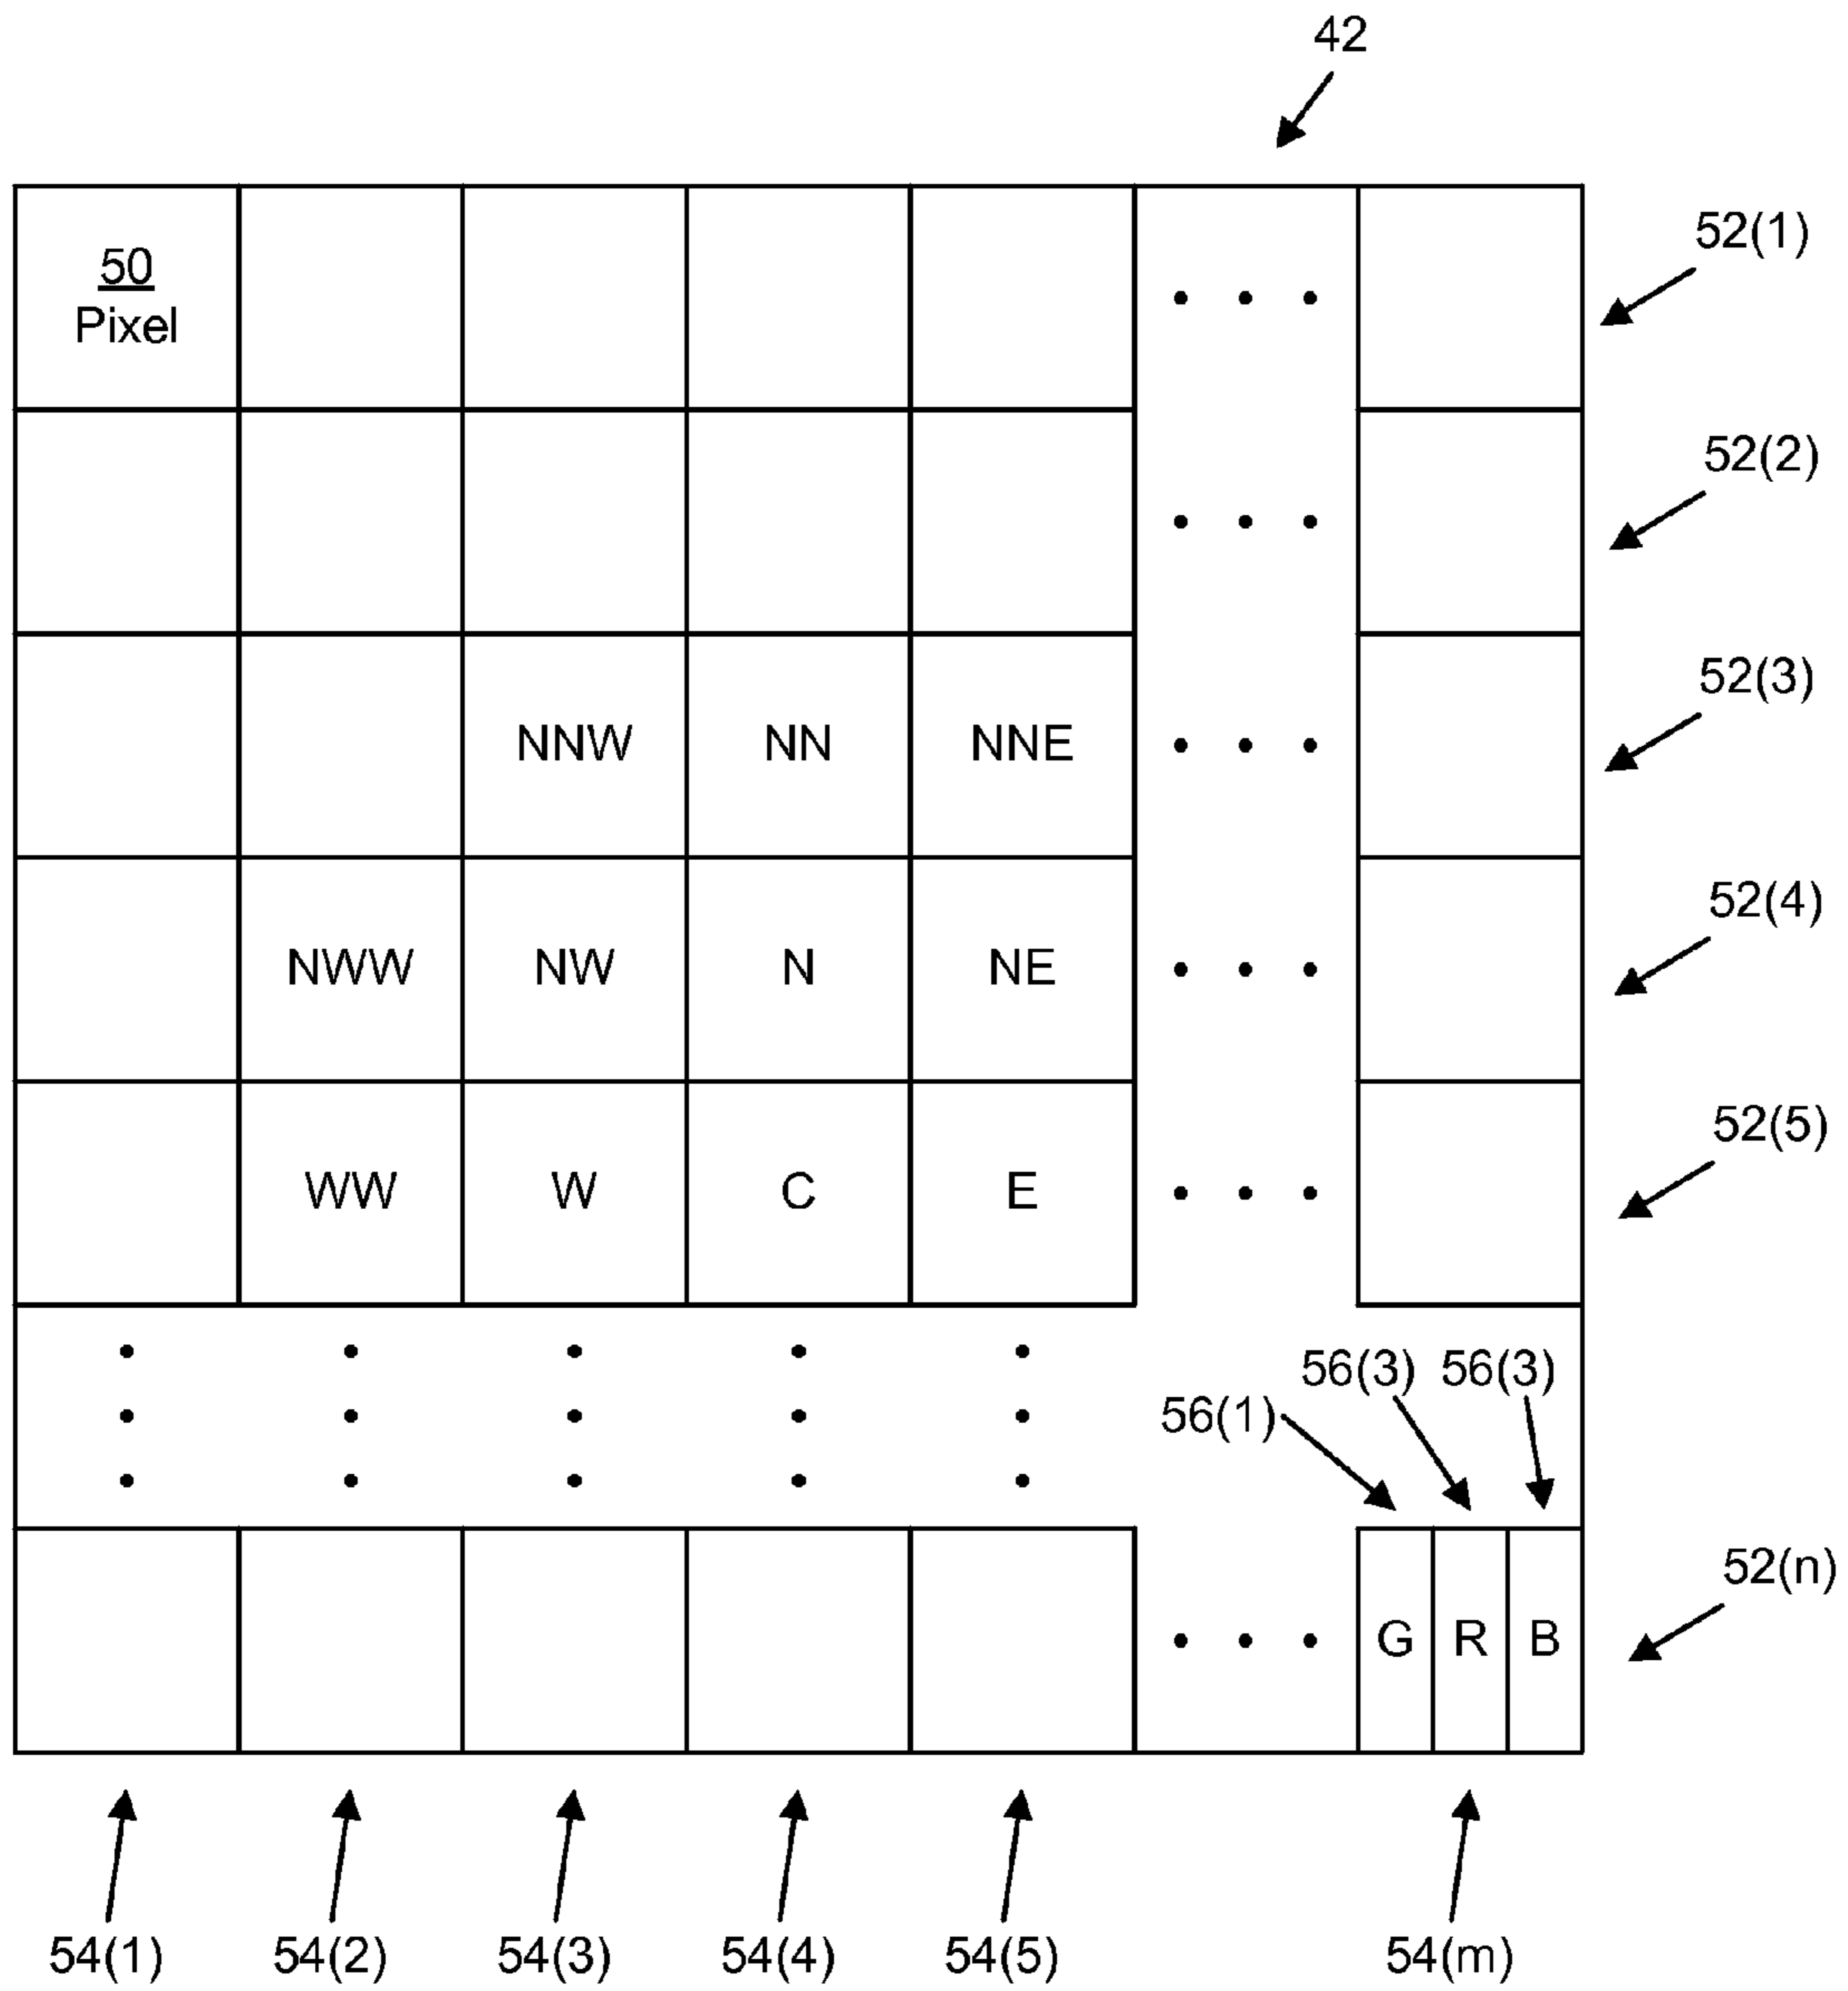 42
50
Pixel
52(1)
52(2)
NNW NN NNE
52(3)
NWW NW N NE
52(4)
WW W C E
52(5)
56(1) 56(3) 56(3)
G R B
52(n)
54(1) 54(2) 54(3) 54(4) 54(5) 54(m)